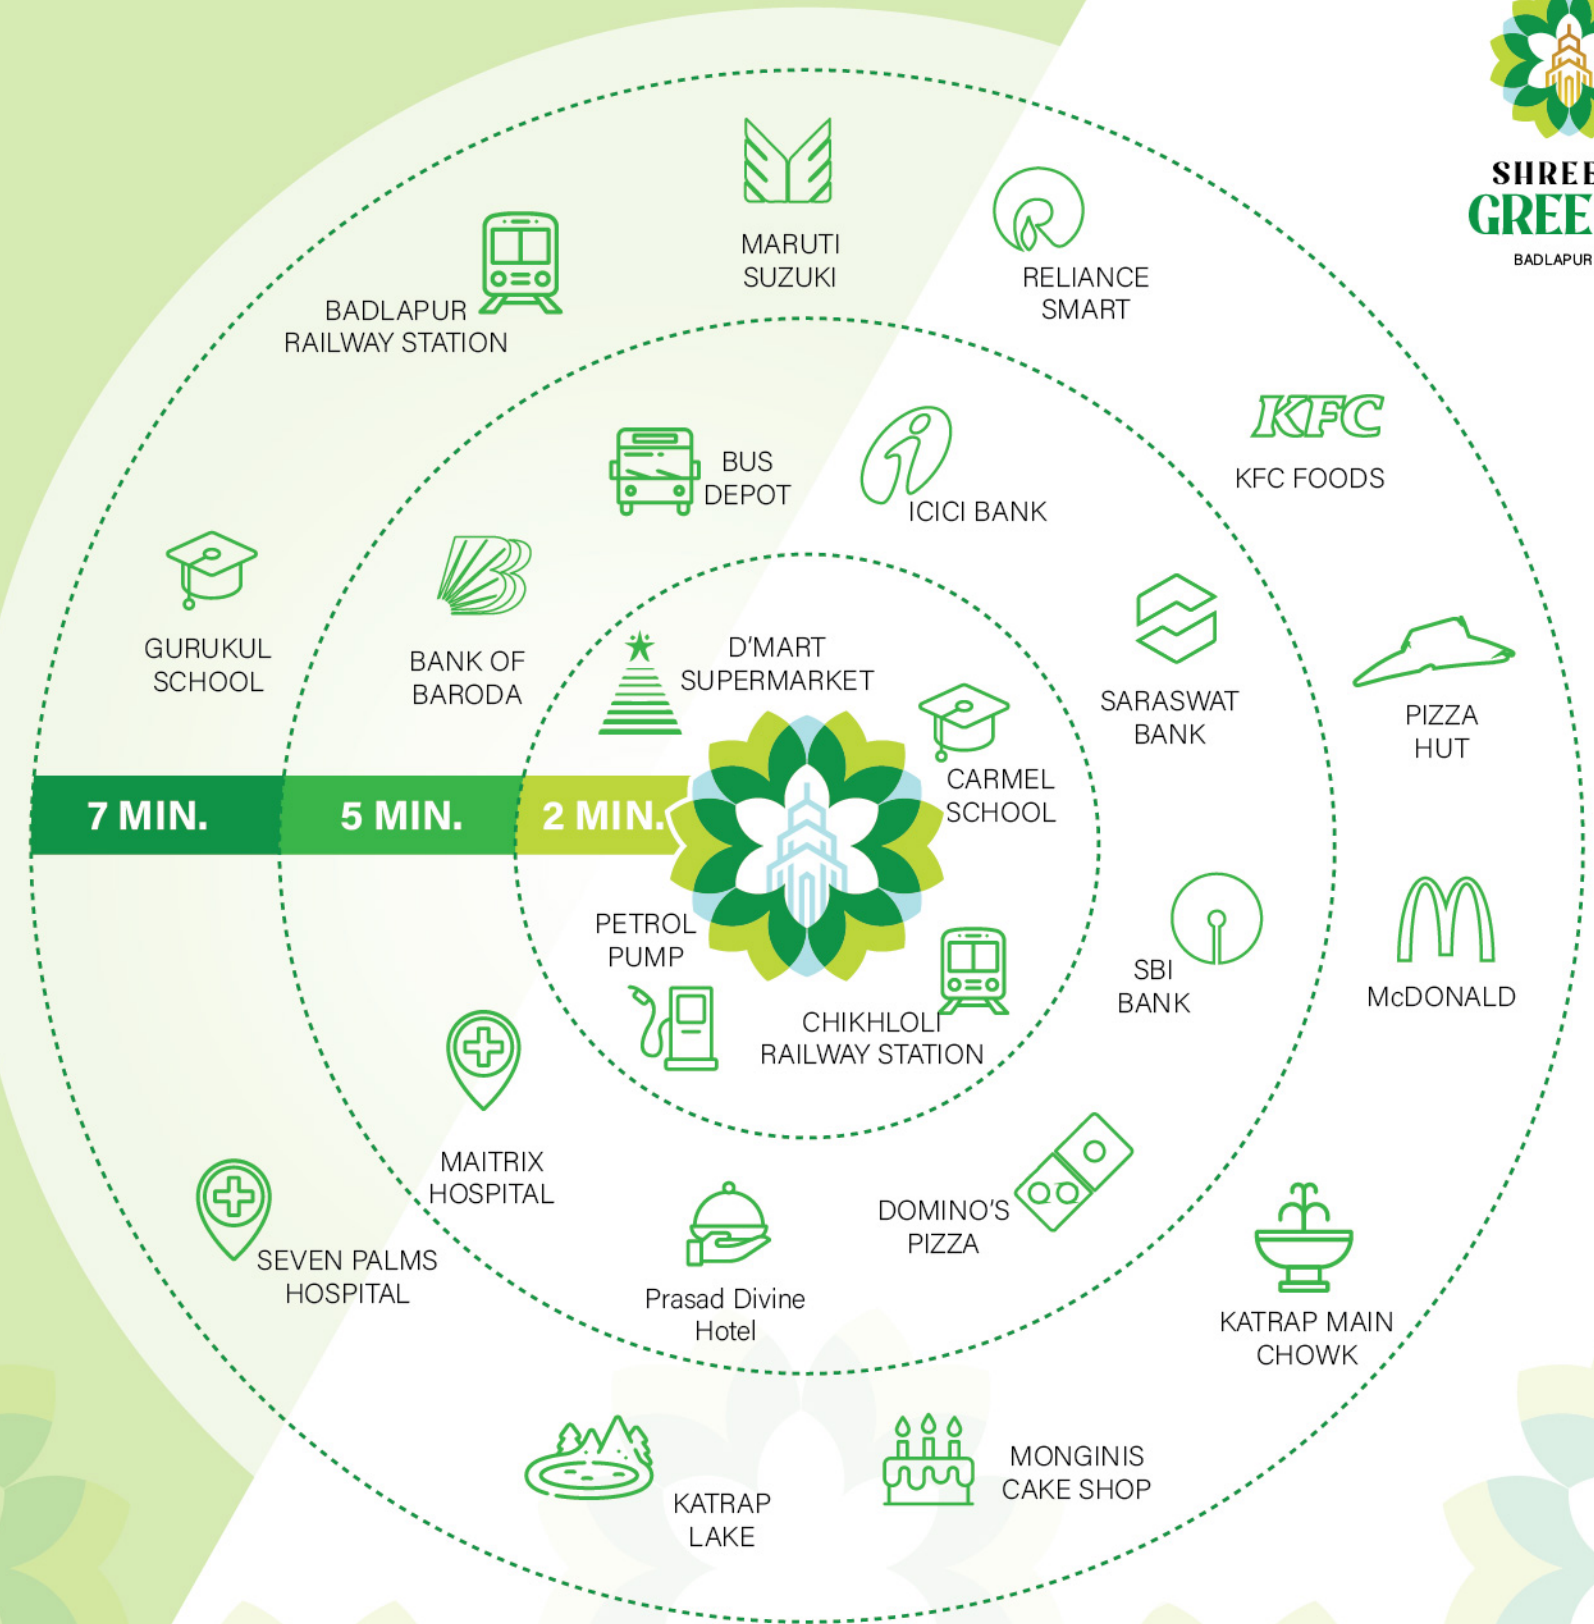 SHREE
GREE
BADLAPUR
MARUTI
SUZUKI
RELIANCE
SMART
BADLAPUR
RAILWAY STATION
KFC
KFC FOODS
BUS
DEPOT
ICICI BANK
GURUKUL
SCHOOL
BANK OF
BARODA
D'MART
SUPERMARKET
SARASWAT
BANK
PIZZA
HUT
CARMEL
SCHOOL
7 MIN.
5 MIN.
2 MIN.
PETROL
PUMP
SBI
BANK
McDONALD
CHIKHLOLI
RAILWAY STATION
MAITRIX
HOSPITAL
DOMINO'S
PIZZA
SEVEN PALMS
HOSPITAL
Prasad Divine
Hotel
KATRAP MAIN
CHOWK
MONGINIS
CAKE SHOP
KATRAP
LAKE